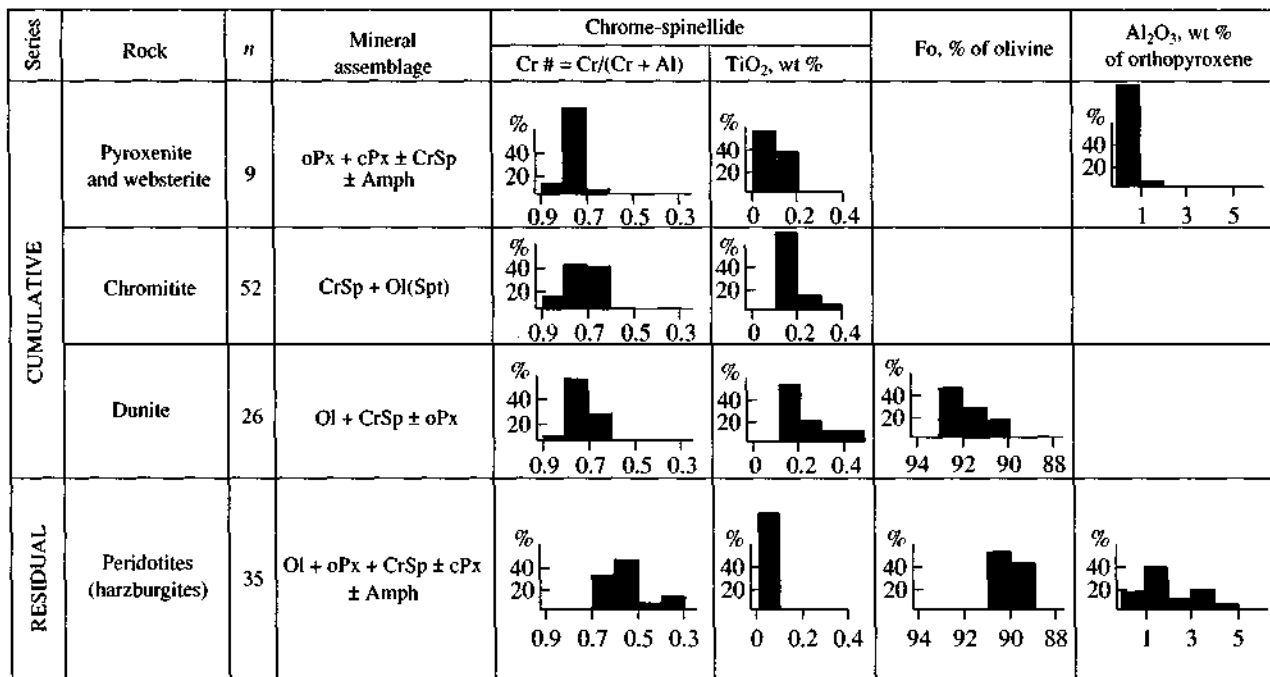 Series
Rock
n
Mineral
assemblage
Chrome-spinellide
Cr # = Cr/(Cr + Al)
TiO₂, wt %
Fo, % of olivine
Al₂O₃, wt %
of orthopyroxene
CUMULATIVE
Pyroxenite
and websterite
9
oPx + cPx ± CrSp
± Amph
%
40
20
0.9 0.7 0.5 0.3
%
40
20
0 0.2 0.4
%
40
20
1 3 5
Chromitite
52
CrSp + Ol(Spt)
%
40
20
0.9 0.7 0.5 0.3
%
40
20
0 0.2 0.4
Dunite
26
Ol + CrSp ± oPx
%
40
20
0.9 0.7 0.5 0.3
%
40
20
0 0.2 0.4
%
40
20
94 92 90 88
RESIDUAL
Peridotites
(harzburgites)
35
Ol + oPx + CrSp ± cPx
± Amph
%
40
20
0.9 0.7 0.5 0.3
%
40
20
0 0.2 0.4
%
40
20
94 92 90 88
%
40
20
1 3 5